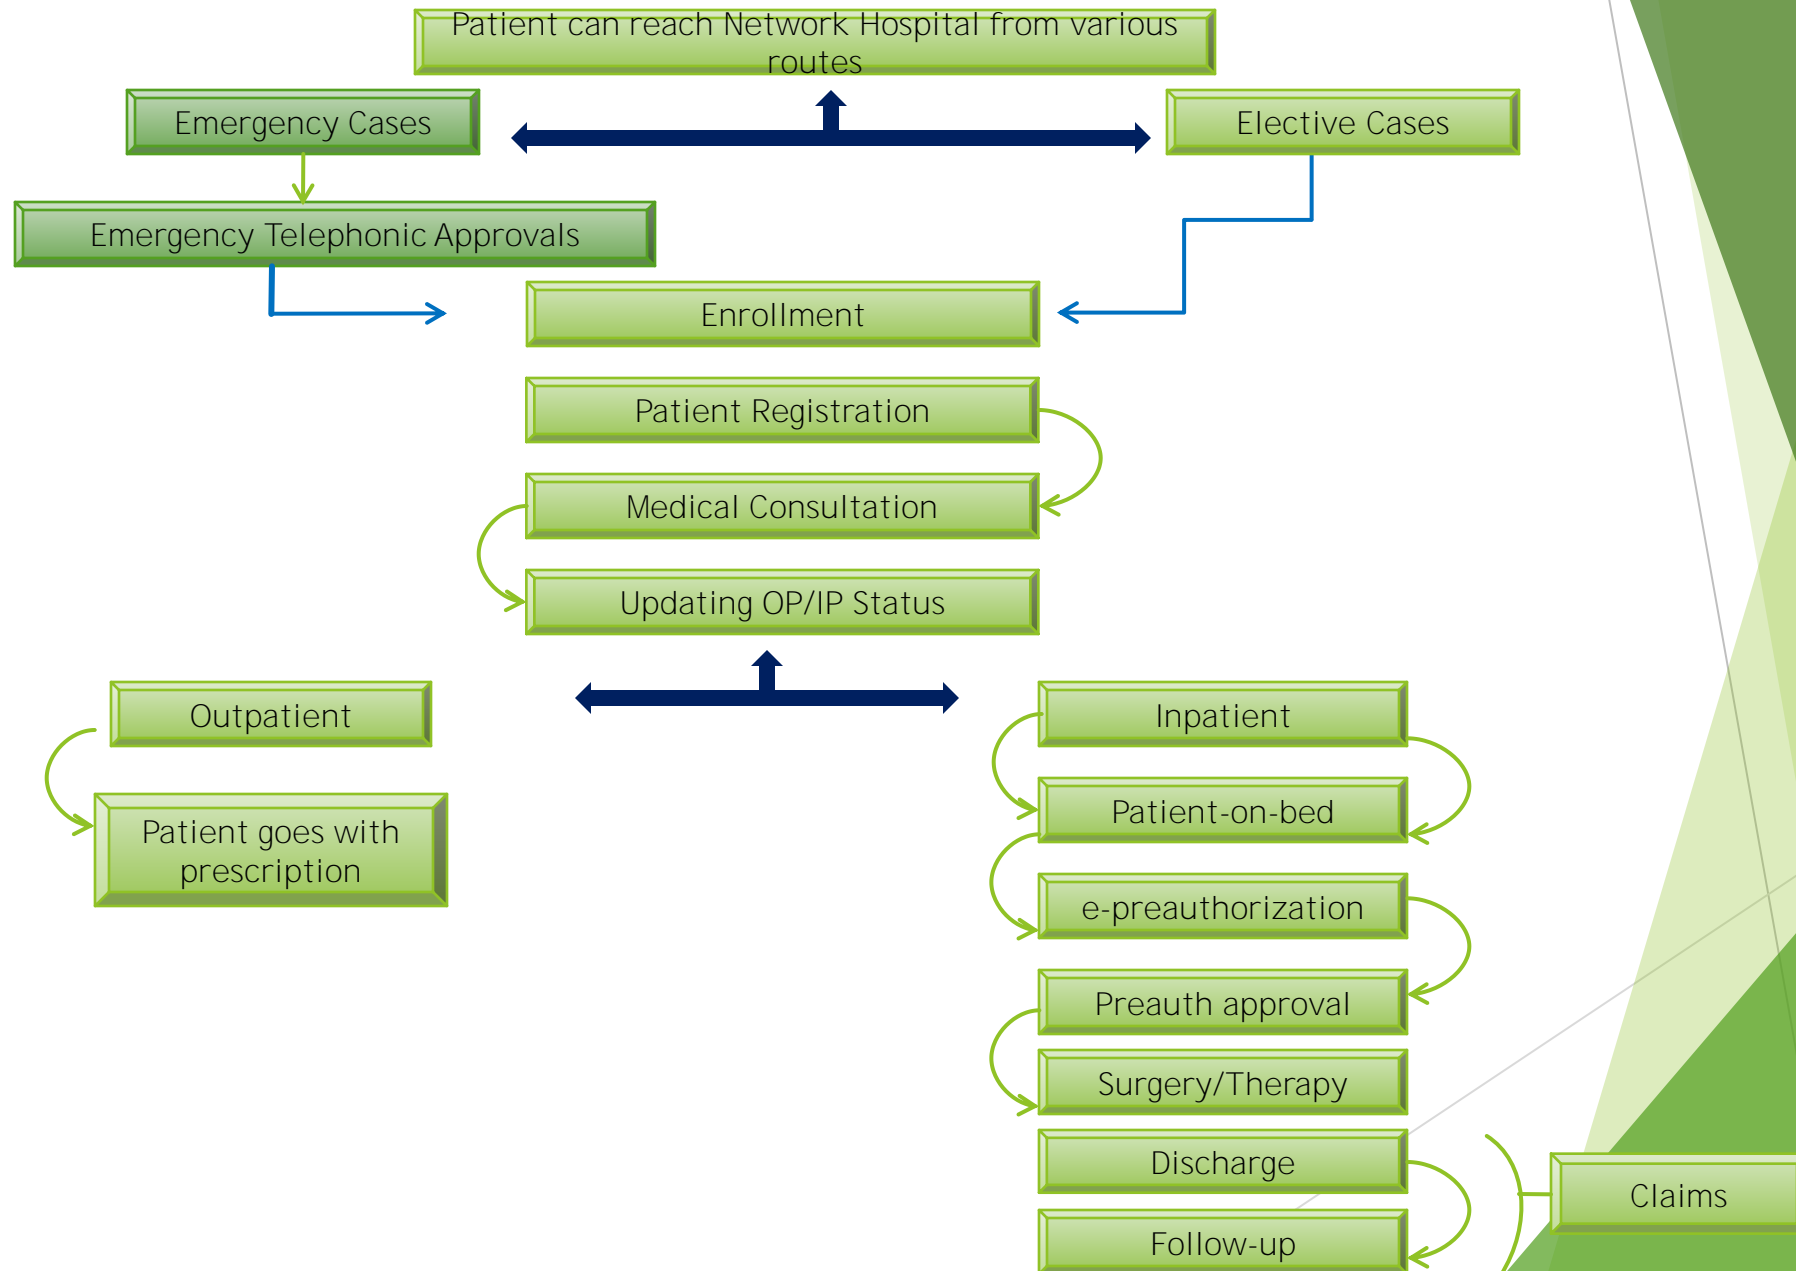 Patient can reach Network Hospital from various
routes
Emergency Cases
Elective Cases
Emergency Telephonic Approvals
Enrollment
Patient Registration
Medical Consultation
Updating OP/IP Status
Outpatient
Inpatient
Patient goes with
prescription
Patient-on-bed
e-preauthorization
Preauth approval
Surgery/Therapy
Discharge
Claims
Follow-up